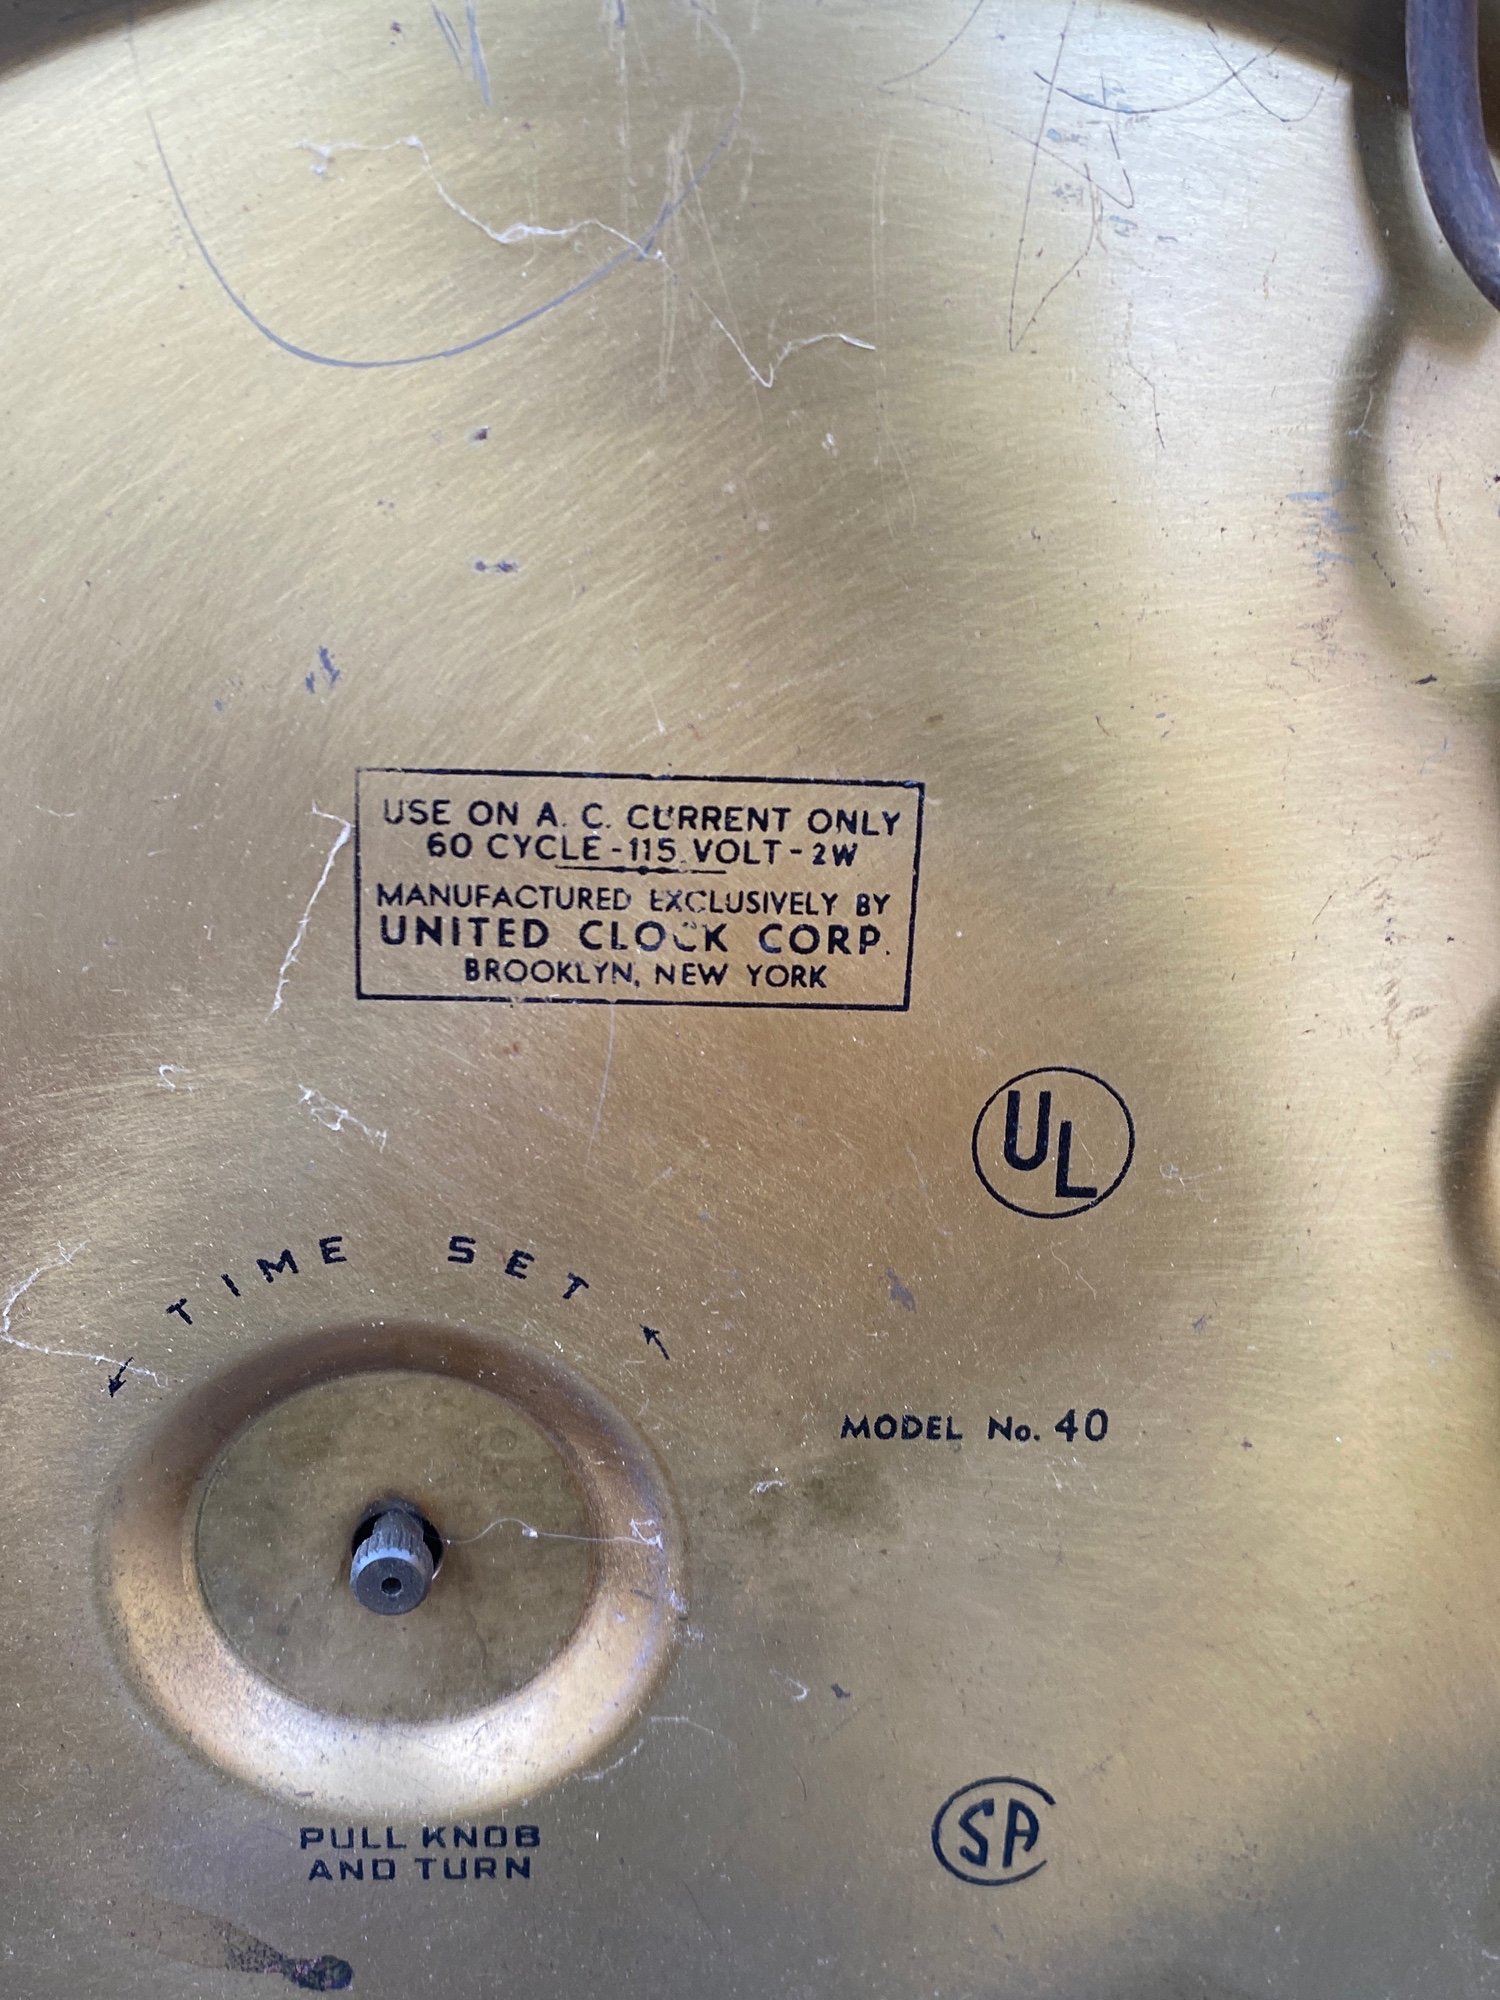 USE ON A. C. CURRENT ONLY
60 CYCLE - 115 VOLT - 2W
MANUFACTURED EXCLUSIVELY BY
UNITED CLOCK CORP.
BROOKLYN, NEW YORK
UL
TIME SET
MODEL No. 40
PULL KNOB
AND TURN
CSA